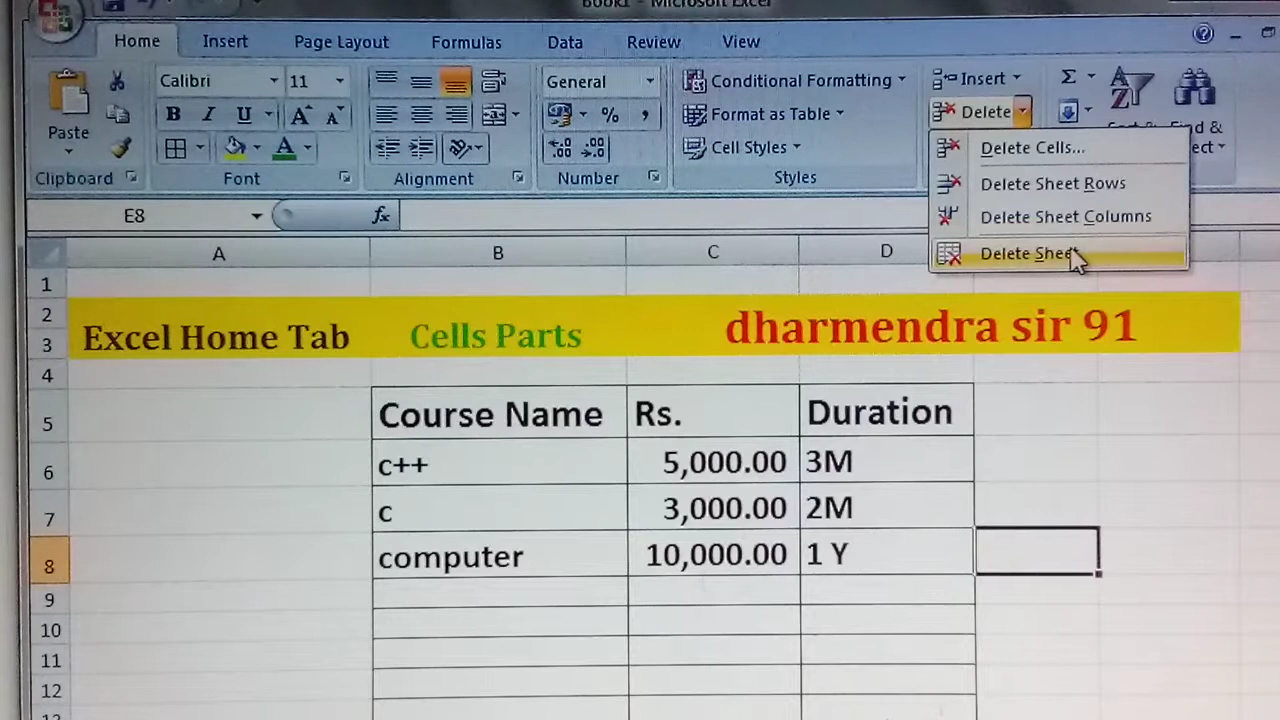 Book1 - Microsoft Excel
Home Insert Page Layout Formulas Data Review View
Calibri 11 General Conditional Formatting Insert Σ
Paste B I U A A % , Format as Table Delete
A Cell Styles
Clipboard Font Alignment Number Styles
Delete Cells...
Delete Sheet Rows
Delete Sheet Columns
Delete Sheet
E8 fx
A B C D
1
2
3
Excel Home Tab Cells Parts dharmendra sir 91
4
5 Course Name Rs. Duration
6 c++ 5,000.00 3M
7 c 3,000.00 2M
8 computer 10,000.00 1 Y
9
10
11
12